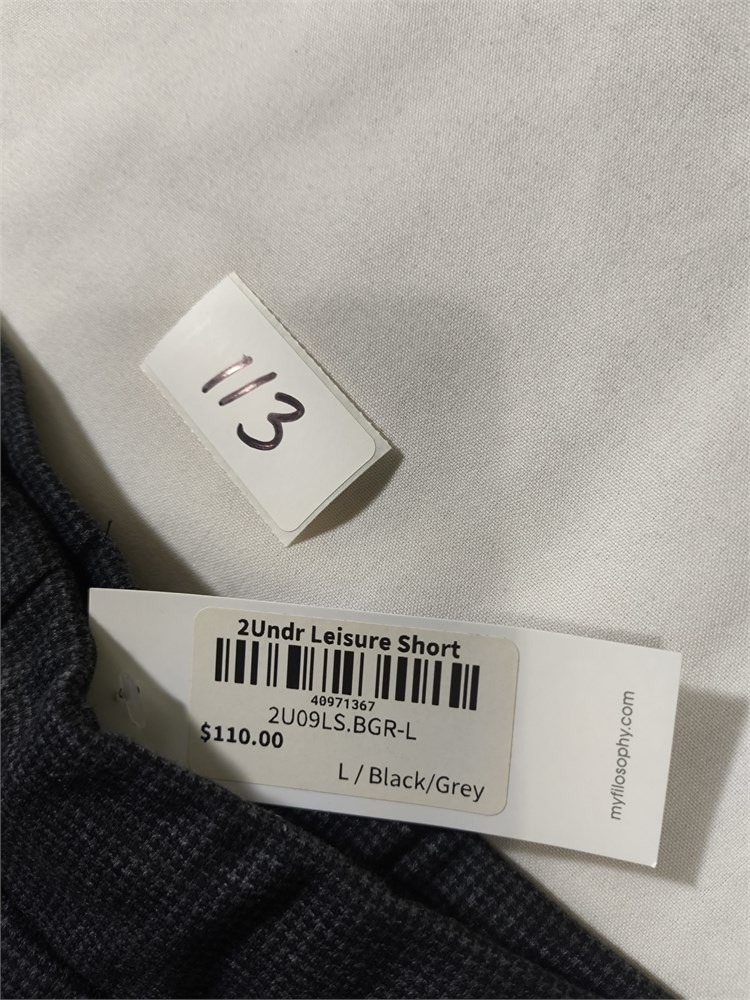 113
2Undr Leisure Short
40971367
2U09LS.BGR-L
$110.00
L / Black/Grey
myfilosophy.com